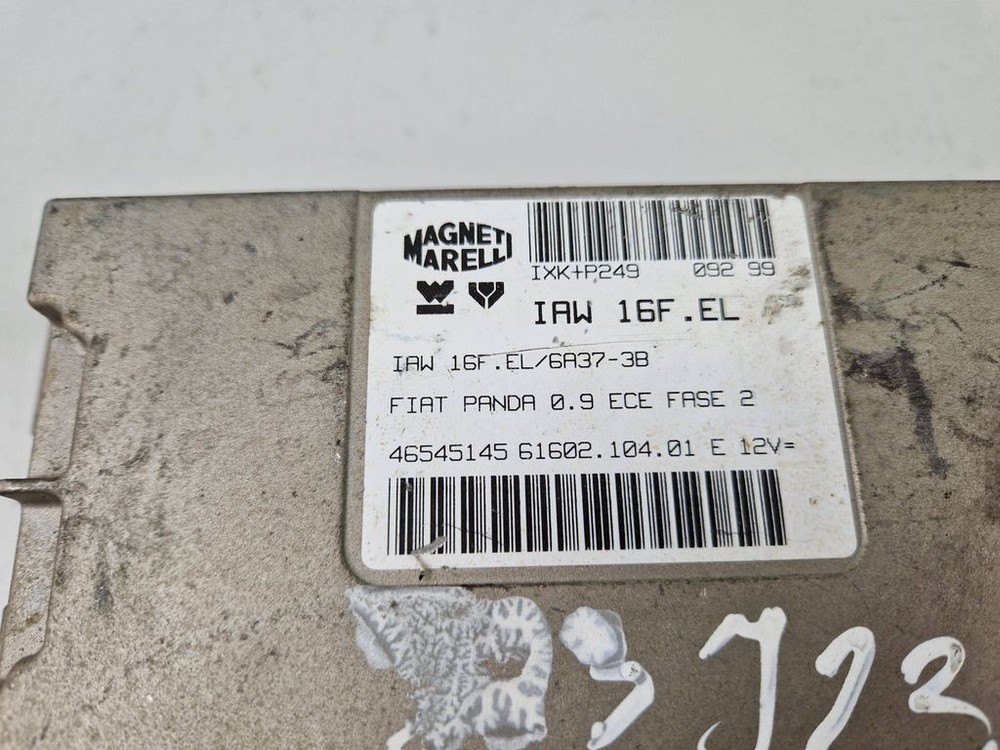 MAGNETI
MARELLI
IXK+P249 092 99
IAW 16F.EL
IAW 16F.EL/6A37-3B
FIAT PANDA 0.9 ECE FASE 2
46545145 61602.104.01 E 12V=